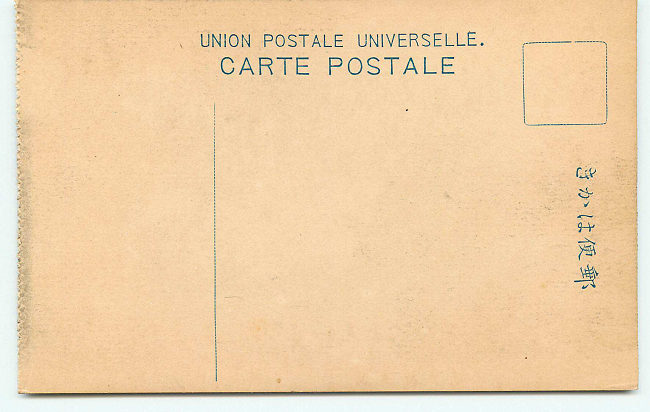 UNION POSTALE UNIVERSELLE.
CARTE POSTALE
郵便はかき